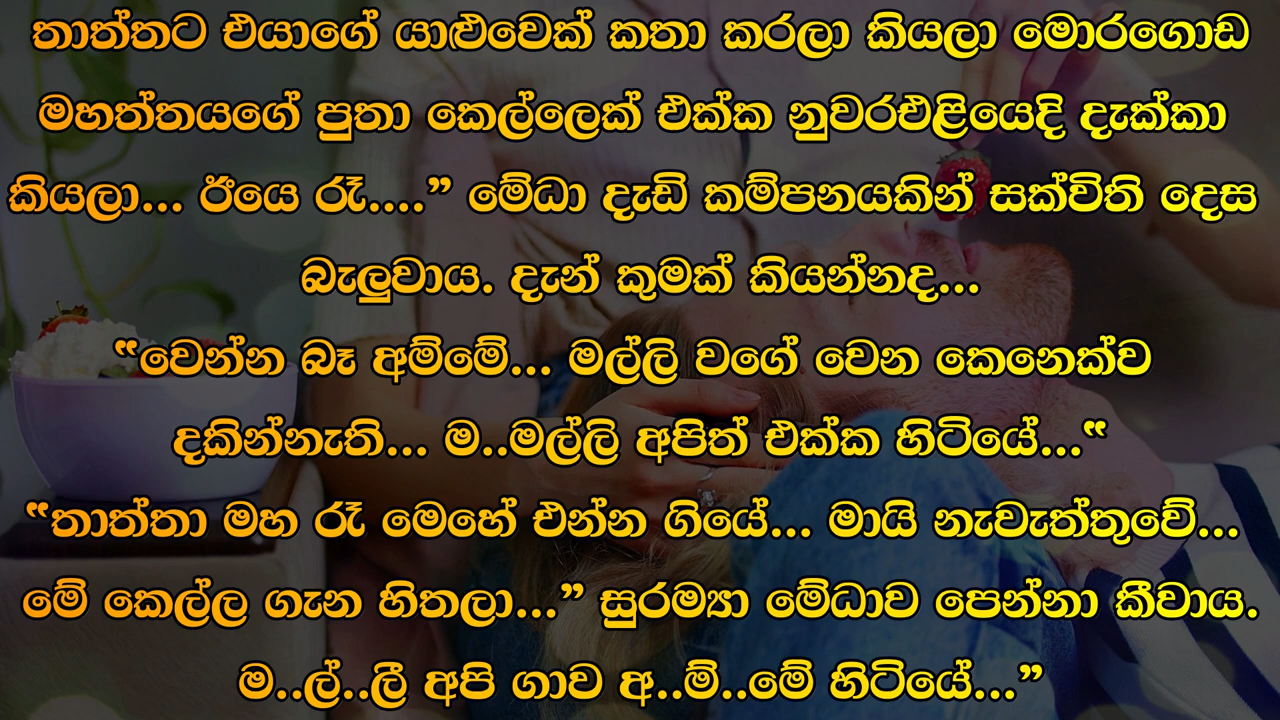 තාත්තට එයාගේ යාළුවෙක් කතා කරලා කියලා මොරගොඩ
මහත්තයගේ පුතා කෙල්ලෙක් එක්ක නුවරඑළියෙදි දැක්කා
කියලා... ඊයෙ රෑ....” මේධා දැඩි කම්පනයකින් සක්විති දෙස
බැලුවාය. දැන් කුමක් කියන්නද...
“වෙන්න බෑ අම්මේ... මල්ලි වගේ වෙන කෙනෙක්ව
දකින්නැති... ම..මල්ලි අපිත් එක්ක හිටියේ...“
“තාත්තා මහ රෑ මෙහේ එන්න ගියේ... මායි නැවැත්තුවේ...
මේ කෙල්ල ගැන හිතලා...” සුරම්‍යා මේධාව පෙන්නා කීවාය.
ම..ල්..ලී අපි ගාව අ..ම්..මේ හිටියේ...”